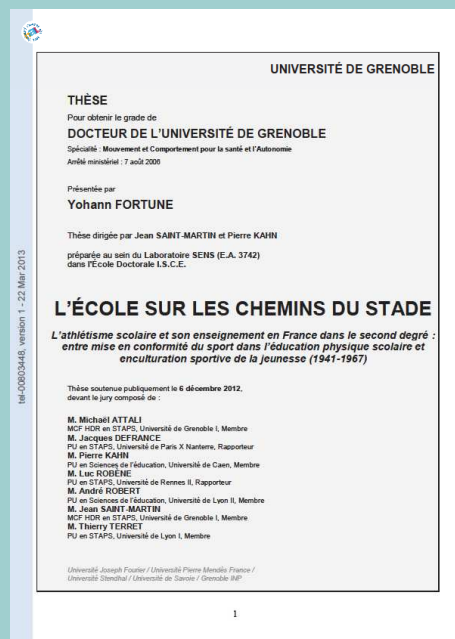 UNIVERSITÉ DE GRENOBLE
THÈSE
Pour obtenir le grade de
DOCTEUR DE L'UNIVERSITÉ DE GRENOBLE
Spécialité : Mouvement et Comportement pour la santé et l'Autonomie
Arrêté ministériel : 7 août 2006
Présentée par
Yohann FORTUNE
Thèse dirigée par Jean SAINT-MARTIN et Pierre KAHN
préparée au sein du Laboratoire SENS (E.A. 3742)
dans l'École Doctorale I.S.C.E.
L'ÉCOLE SUR LES CHEMINS DU STADE
L'athlétisme scolaire et son enseignement en France dans le second degré :
entre mise en conformité du sport dans l'éducation physique scolaire et
enculturation sportive de la jeunesse (1941-1967)
Thèse soutenue publiquement le 6 décembre 2012,
devant le jury composé de :
M. Michaël ATTALI
MCF HDR en STAPS, Université de Grenoble I, Membre
M. Jacques DEFRANCE
PU en STAPS, Université de Paris X Nanterre, Rapporteur
M. Pierre KAHN
PU en Sciences de l'éducation, Université de Caen, Membre
M. Luc ROBÈNE
PU en STAPS, Université de Rennes II, Rapporteur
M. André ROBERT
PU en Sciences de l'éducation, Université de Lyon II, Membre
M. Jean SAINT-MARTIN
MCF HDR en STAPS, Université de Grenoble I, Membre
M. Thierry TERRET
PU en STAPS, Université de Lyon I, Membre
Université Joseph Fourier / Université Pierre Mendès France /
Université Stendhal / Université de Savoie / Grenoble INP
1
tel-00803448, version 1 - 22 Mar 2013